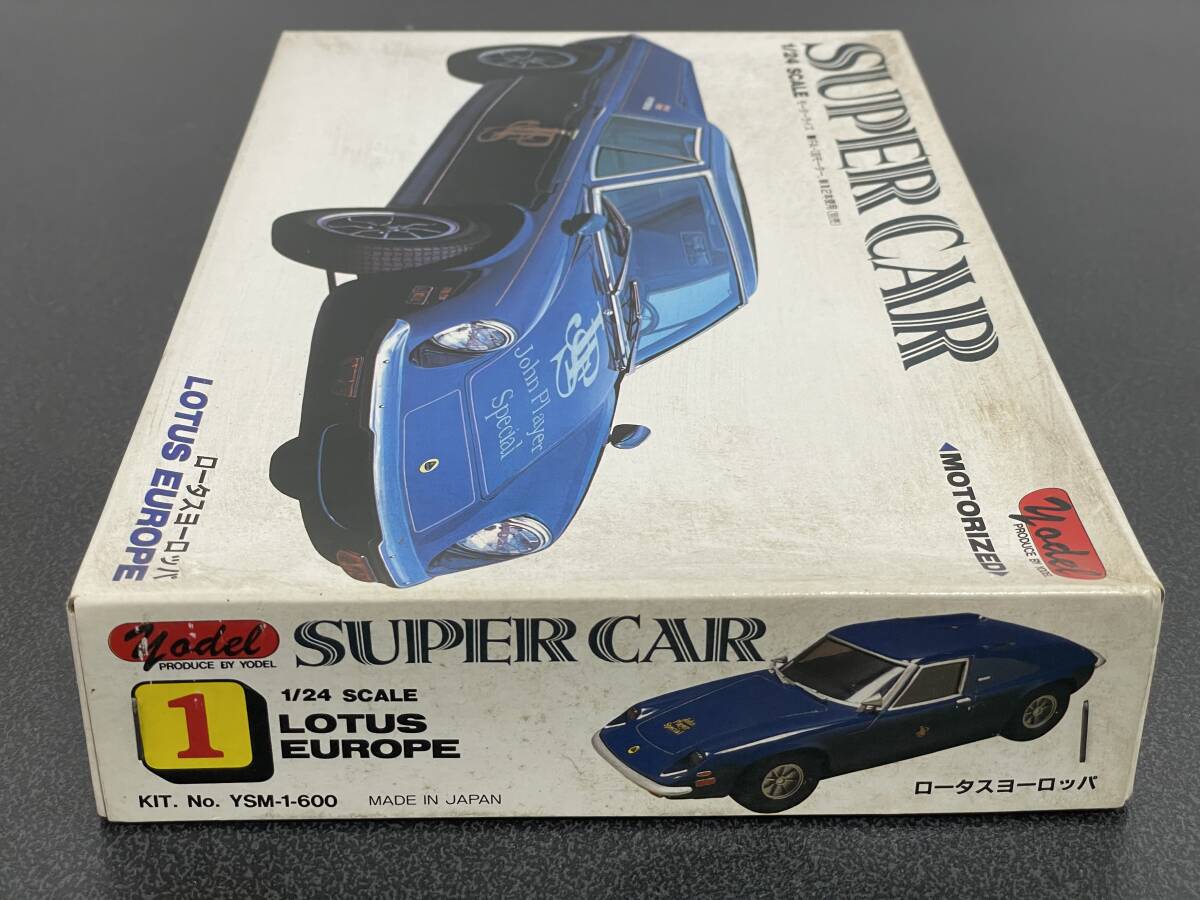 SUPER CAR
1/24 SCALE
JPS
John Player
Special
ロータスヨーロッパ
LOTUS EUROPE
MOTORIZED
Yodel
PRODUCE BY YODEL
Yodel
PRODUCE BY YODEL
SUPER CAR
1
1/24 SCALE
LOTUS
EUROPE
KIT. No. YSM-1-600
MADE IN JAPAN
ロータスヨーロッパ